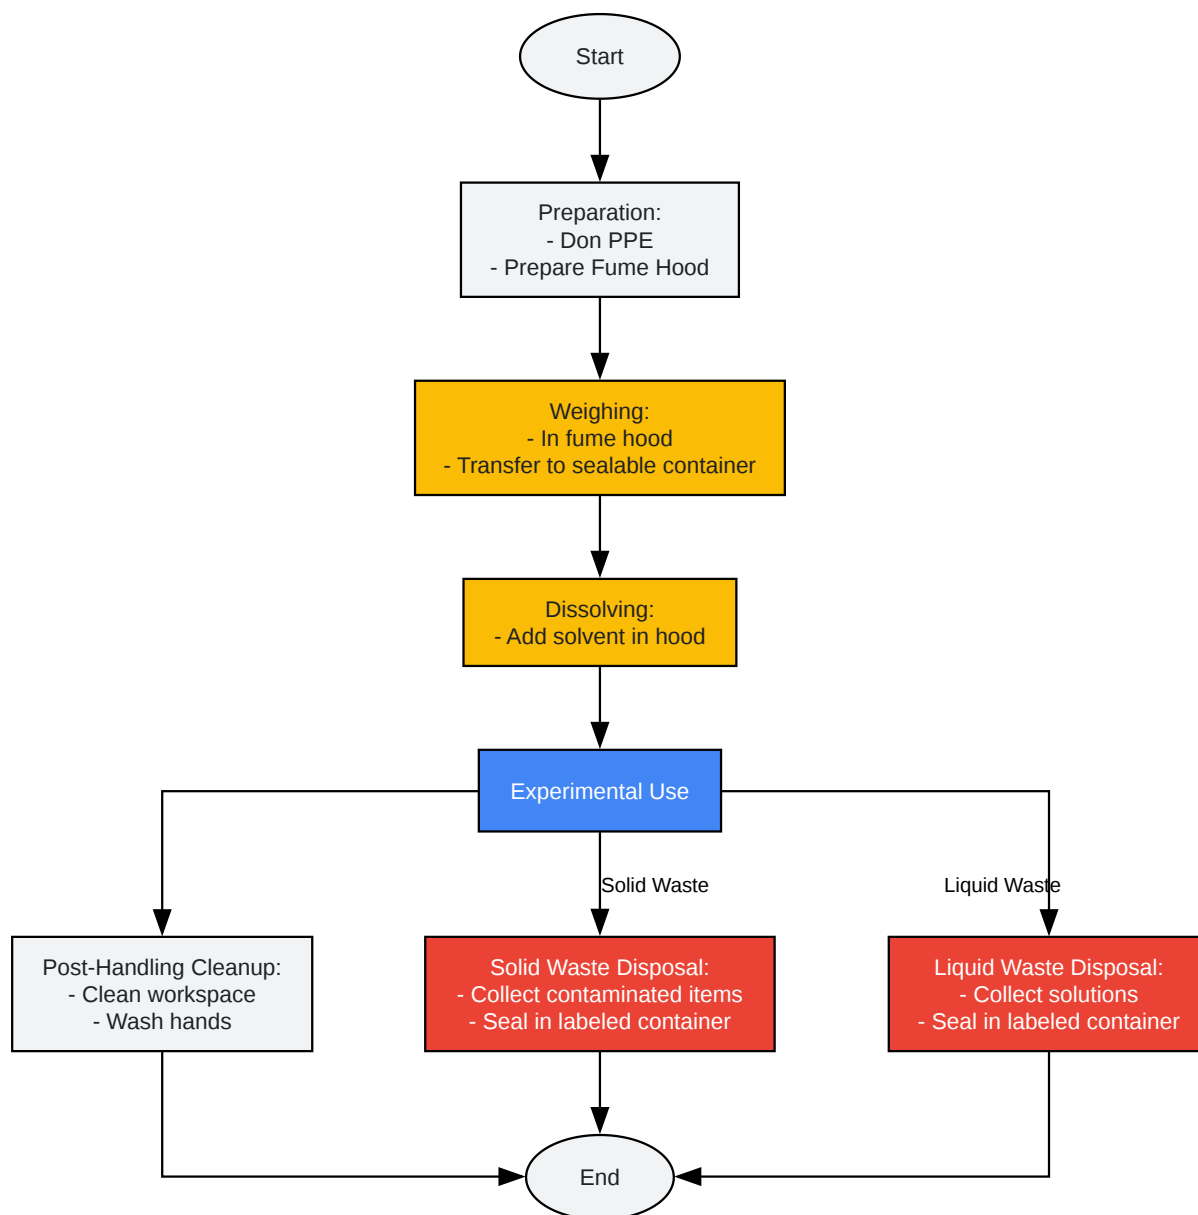 Start
Preparation:
- Don PPE
- Prepare Fume Hood
Weighing:
- In fume hood
- Transfer to sealable container
Dissolving:
- Add solvent in hood
Experimental Use
Solid Waste
Liquid Waste
Post-Handling Cleanup:
- Clean workspace
- Wash hands
Solid Waste Disposal:
- Collect contaminated items
- Seal in labeled container
Liquid Waste Disposal:
- Collect solutions
- Seal in labeled container
End